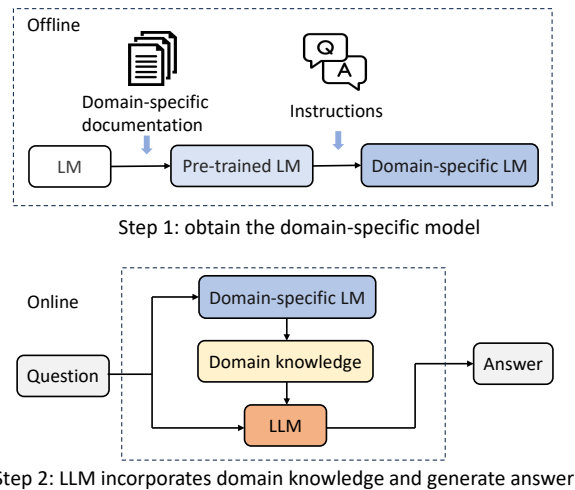 Offline
Q
A
Domain-specific
documentation
Instructions
LM
Pre-trained LM
Domain-specific LM
Step 1: obtain the domain-specific model
Online
Domain-specific LM
Question
Domain knowledge
Answer
LLM
Step 2: LLM incorporates domain knowledge and generate answer